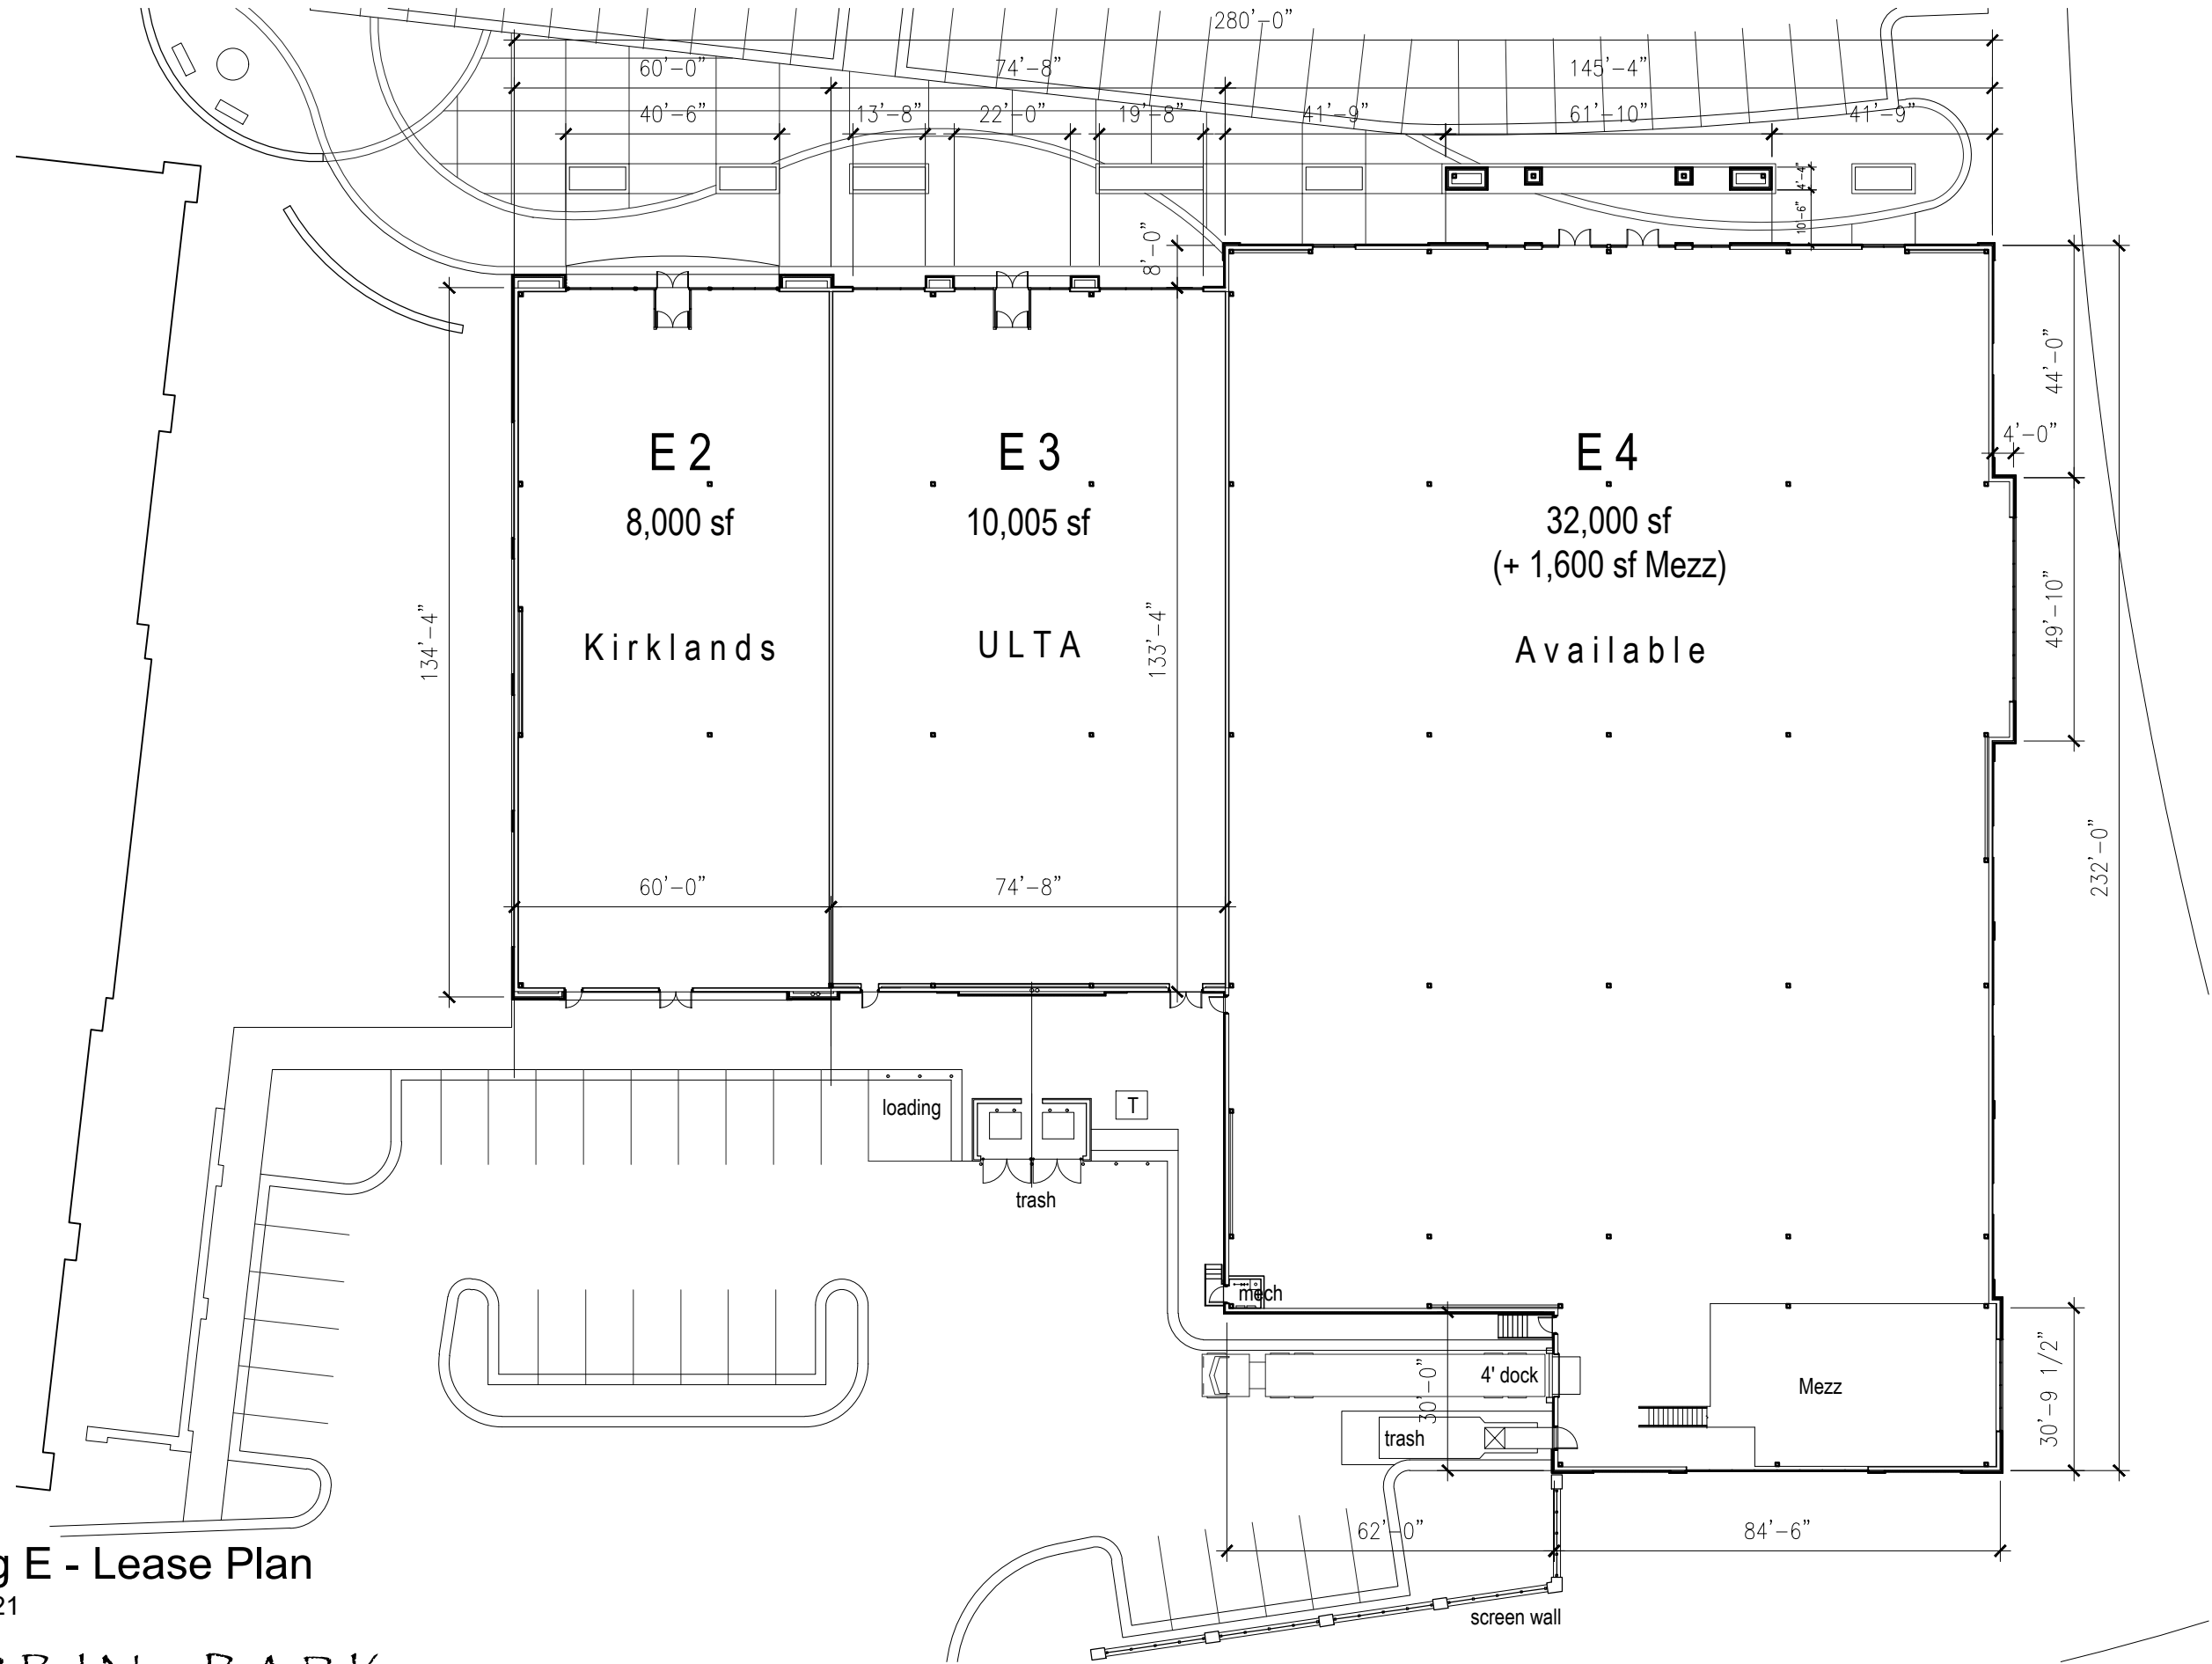 280'-0"
60'-0"
74'-8"
145'-4"
40'-6"
13'-8"
22'-0"
19'-8"
41'-9"
61'-10"
41'-9"
4'-4"
10'-6"
8'-0"
44'-0"
4'-0"
E 2
E 3
E 4
8,000 sf
10,005 sf
32,000 sf
(+ 1,600 sf Mezz)
134'-4"
133'-4"
49'-10"
Kirklands
ULTA
Available
232'-0"
60'-0"
74'-8"
loading
T
trash
mech
4' dock
30'-0"
Mezz
30'-9 1/2"
trash
62'-0"
84'-6"
g E - Lease Plan
21
screen wall